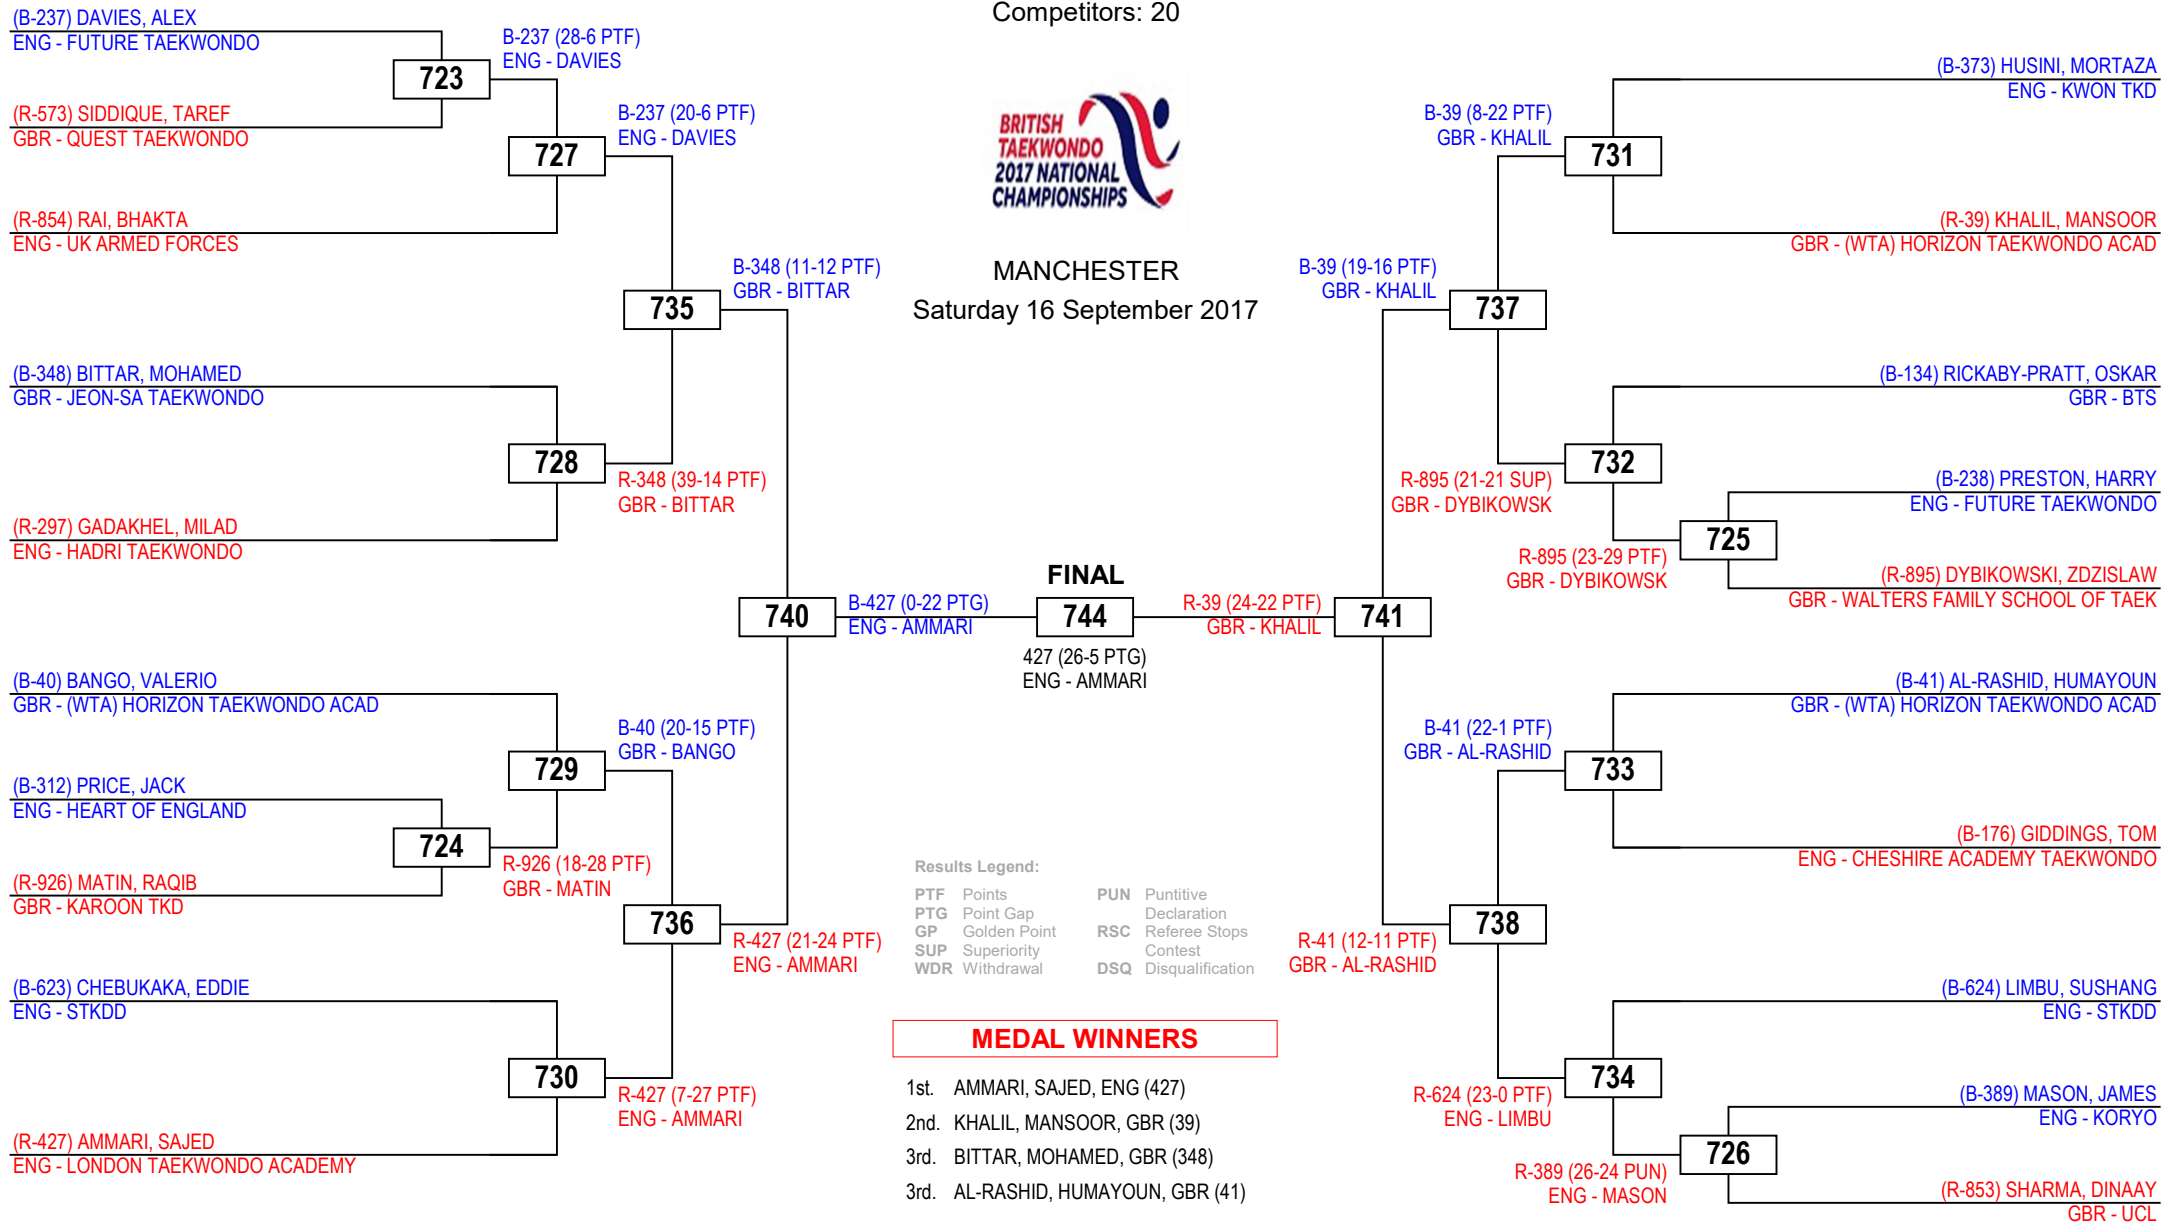 Competitors: 20
BRITISH
TAEKWONDO
2017 NATIONAL
CHAMPIONSHIPS
MANCHESTER
Saturday 16 September 2017
(B-237) DAVIES, ALEX
ENG - FUTURE TAEKWONDO
723
(R-573) SIDDIQUE, TAREF
GBR - QUEST TAEKWONDO
B-237 (28-6 PTF)
ENG - DAVIES
727
(R-854) RAI, BHAKTA
ENG - UK ARMED FORCES
B-237 (20-6 PTF)
ENG - DAVIES
735
B-348 (11-12 PTF)
GBR - BITTAR
(B-348) BITTAR, MOHAMED
GBR - JEON-SA TAEKWONDO
728
R-348 (39-14 PTF)
GBR - BITTAR
(R-297) GADAKHEL, MILAD
ENG - HADRI TAEKWONDO
740
B-427 (0-22 PTG)
ENG - AMMARI
(B-40) BANGO, VALERIO
GBR - (WTA) HORIZON TAEKWONDO ACAD
729
B-40 (20-15 PTF)
GBR - BANGO
(B-312) PRICE, JACK
ENG - HEART OF ENGLAND
724
R-926 (18-28 PTF)
GBR - MATIN
(R-926) MATIN, RAQIB
GBR - KAROON TKD
736
R-427 (21-24 PTF)
ENG - AMMARI
(B-623) CHEBUKAKA, EDDIE
ENG - STKDD
730
R-427 (7-27 PTF)
ENG - AMMARI
(R-427) AMMARI, SAJED
ENG - LONDON TAEKWONDO ACADEMY
FINAL
744
427 (26-5 PTG)
ENG - AMMARI
(B-373) HUSINI, MORTAZA
ENG - KWON TKD
B-39 (8-22 PTF)
GBR - KHALIL
731
(R-39) KHALIL, MANSOOR
GBR - (WTA) HORIZON TAEKWONDO ACAD
B-39 (19-16 PTF)
GBR - KHALIL
737
(B-134) RICKABY-PRATT, OSKAR
GBR - BTS
732
R-895 (21-21 SUP)
GBR - DYBIKOWSK
(B-238) PRESTON, HARRY
ENG - FUTURE TAEKWONDO
725
R-895 (23-29 PTF)
GBR - DYBIKOWSK
(R-895) DYBIKOWSKI, ZDZISLAW
GBR - WALTERS FAMILY SCHOOL OF TAEK
R-39 (24-22 PTF)
GBR - KHALIL
741
(B-41) AL-RASHID, HUMAYOUN
GBR - (WTA) HORIZON TAEKWONDO ACAD
B-41 (22-1 PTF)
GBR - AL-RASHID
733
(B-176) GIDDINGS, TOM
ENG - CHESHIRE ACADEMY TAEKWONDO
738
R-41 (12-11 PTF)
GBR - AL-RASHID
(B-624) LIMBU, SUSHANG
ENG - STKDD
734
R-624 (23-0 PTF)
ENG - LIMBU
(B-389) MASON, JAMES
ENG - KORYO
726
R-389 (26-24 PUN)
ENG - MASON
(R-853) SHARMA, DINAAY
GBR - UCL
Results Legend:
PTF Points
PTG Point Gap
GP Golden Point
SUP Superiority
WDR Withdrawal
PUN Puntitive
Declaration
RSC Referee Stops
Contest
DSQ Disqualification
MEDAL WINNERS
1st. AMMARI, SAJED, ENG (427)
2nd. KHALIL, MANSOOR, GBR (39)
3rd. BITTAR, MOHAMED, GBR (348)
3rd. AL-RASHID, HUMAYOUN, GBR (41)